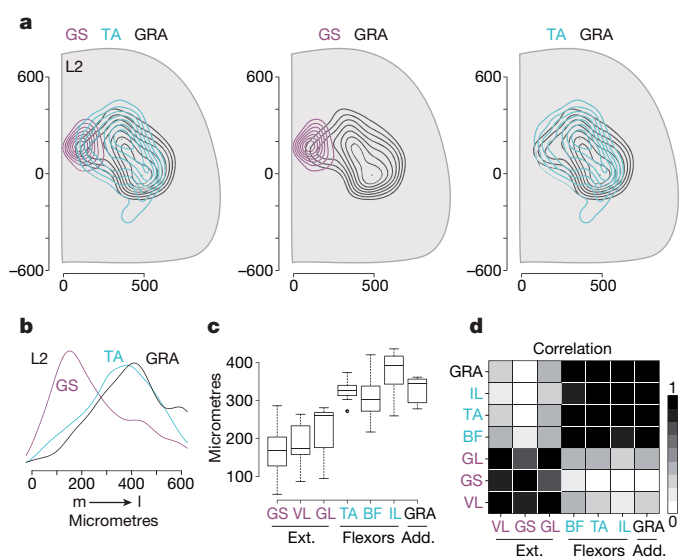 a
GS TA GRA
GS GRA
TA GRA
L2
600
0
–600
0 500
600
0
–600
0 500
600
0
–600
0 500
b
L2
TA
GRA
GS
0 200 400 600
m l
Micrometres
c
Micrometres
400
300
200
100
GS VL GL TA BF IL GRA
Ext. Flexors Add.
d
Correlation
GRA
IL
TA
BF
GL
GS
VL
1
0
VL GS GL BF TA IL GRA
Ext. Flexors Add.